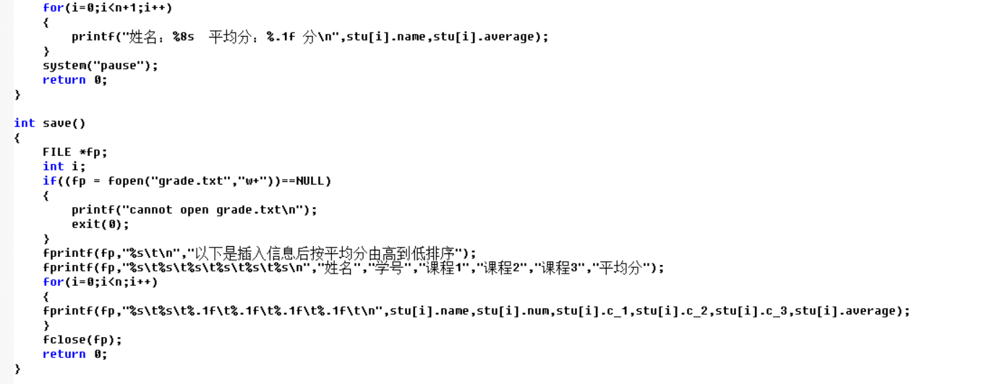 for(i=0;i<n+1;i++)
{
printf("姓名：%8s  平均分：%.1f 分\n",stu[i].name,stu[i].average);
}
system("pause");
return 0;
}
int save()
{
FILE *fp;
int i;
if((fp = fopen("grade.txt","w+"))==NULL)
{
printf("cannot open grade.txt\n");
exit(0);
}
fprintf(fp,"%s\t\n","以下是插入信息后按平均分由高到低排序");
fprintf(fp,"%s\t%s\t%s\t%s\t%s\t%s\n","姓名","学号","课程1","课程2","课程3","平均分");
for(i=0;i<n;i++)
{
fprintf(fp,"%s\t%s\t%.1f\t%.1f\t%.1f\t%.1f\t\n",stu[i].name,stu[i].num,stu[i].c_1,stu[i].c_2,stu[i].c_3,stu[i].average);
}
fclose(fp);
return 0;
}